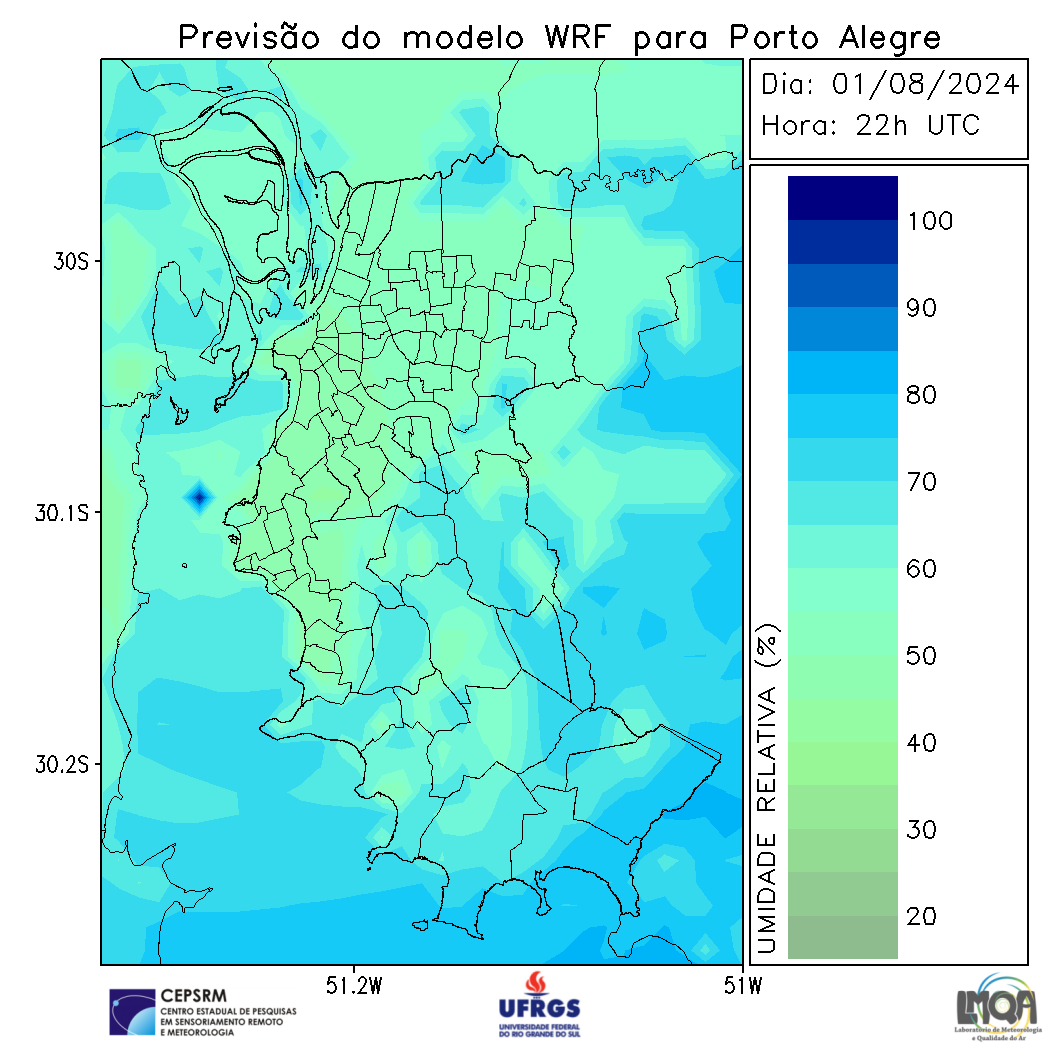 Previsão do modelo WRF para Porto Alegre
Dia: 01/08/2024
Hora: 22h UTC
30S
30.1S
30.2S
51.2W
51W
100
90
80
70
60
50
40
30
20
UMIDADE RELATIVA (%)
CEPSRM
CENTRO ESTADUAL DE PESQUISAS
EM SENSORIAMENTO REMOTO
E METEOROLOGIA
UFRGS
UNIVERSIDADE FEDERAL
DO RIO GRANDE DO SUL
LMQA
Laboratório de Meteorologia
e Qualidade do Ar